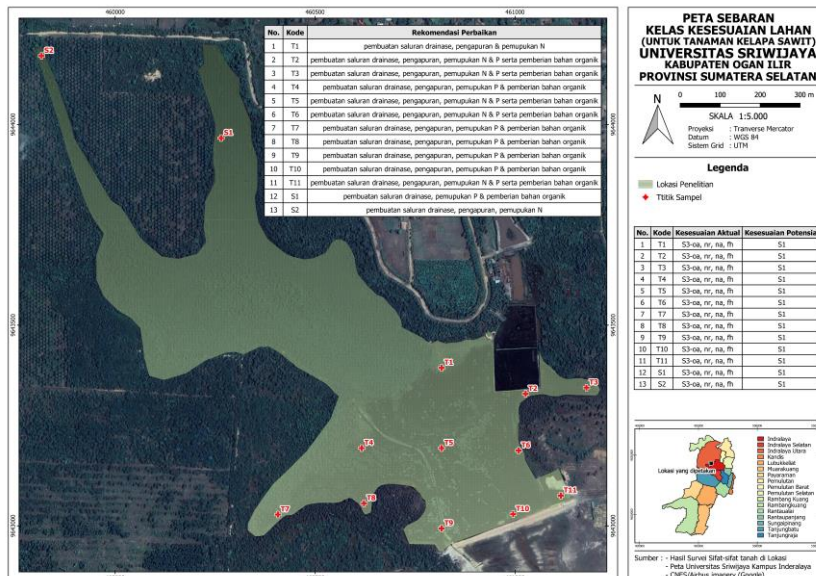 460000 460500 461000
9644000
9643500
9643000
No. Kode Rekomendasi Perbaikan
1 T1 pembuatan saluran drainase, pengapuran & pemupukan N
2 T2 pembuatan saluran drainase, pengapuran, pemupukan N & P serta pemberian bahan organik
3 T3 pembuatan saluran drainase, pengapuran, pemupukan N & P serta pemberian bahan organik
4 T4 pembuatan saluran drainase, pengapuran, pemupukan P & pemberian bahan organik
5 T5 pembuatan saluran drainase, pengapuran, pemupukan N & P serta pemberian bahan organik
6 T6 pembuatan saluran drainase, pengapuran, pemupukan N & P serta pemberian bahan organik
7 T7 pembuatan saluran drainase, pengapuran, pemupukan P & pemberian bahan organik
8 T8 pembuatan saluran drainase, pengapuran, pemupukan P & pemberian bahan organik
9 T9 pembuatan saluran drainase, pengapuran, pemupukan P & pemberian bahan organik
10 T10 pembuatan saluran drainase, pengapuran, pemupukan P & pemberian bahan organik
11 T11 pembuatan saluran drainase, pengapuran, pemupukan N & P serta pemberian bahan organik
12 S1 pembuatan saluran drainase, pemupukan P & pemberian bahan organik
13 S2 pembuatan saluran drainase, pengapuran, pemupukan N
S2
S1
T1
T2
T3
T4
T5
T6
T7
T8
T9
T10
T11
460000 460500 461000
9644000
9643500
9643000
PETA SEBARAN
KELAS KESESUAIAN LAHAN
(UNTUK TANAMAN KELAPA SAWIT)
UNIVERSITAS SRIWIJAYA
KABUPATEN OGAN ILIR
PROVINSI SUMATERA SELATAN
N
0 100 200 300 m
SKALA 1:5.000
Proyeksi : Tranverse Mercator
Datum : WGS 84
Sistem Grid : UTM
Legenda
Lokasi Penelitian
Ttitik Sampel
No. Kode Kesesuaian Aktual Kesesuaian Potensial
1 T1 S3-oa, nr, na, fh S1
2 T2 S3-oa, nr, na, fh S1
3 T3 S3-oa, nr, na, fh S1
4 T4 S3-oa, nr, na, fh S1
5 T5 S3-oa, nr, na, fh S1
6 T6 S3-oa, nr, na, fh S1
7 T7 S3-oa, nr, na, fh S1
8 T8 S3-oa, nr, na, fh S1
9 T9 S3-oa, nr, na, fh S1
10 T10 S3-oa, nr, na, fh S1
11 T11 S3-oa, nr, na, fh S1
12 S1 S3-oa, nr, na, fh S1
13 S2 S3-oa, nr, na, fh S1
Lokasi yang dipetakan
Indralaya
Indralaya Selatan
Indralaya Utara
Kandis
Lubukkeliat
Muarakuang
Payaraman
Pemulutan
Pemulutan Barat
Pemulutan Selatan
Rambang Kuang
Rambangkuang
Rantaualai
Rantaupanjang
Sungaipinang
Tanjungbatu
Tanjungraja
Sumber : - Hasil Survei Sifat-sifat tanah di Lokasi
- Peta Universitas Sriwijaya Kampus Inderalaya
- CNES/Airbus imagery (Google)